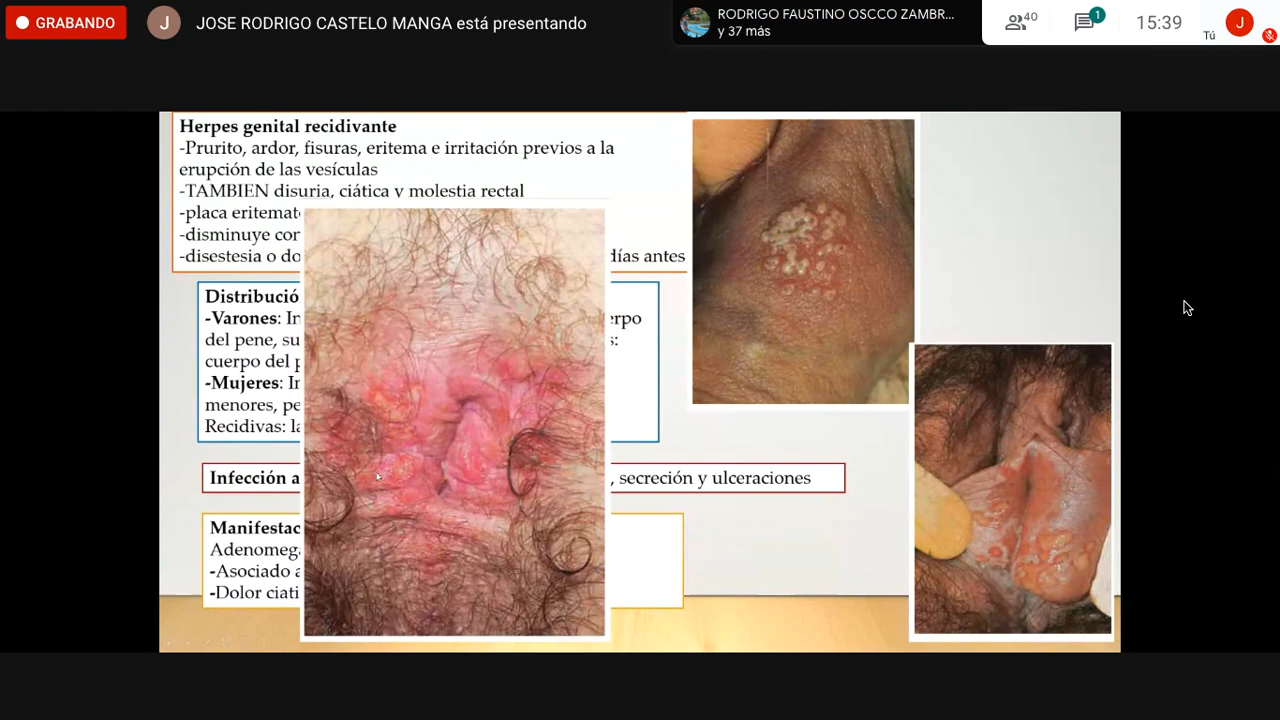 GRABANDO
J
JOSE RODRIGO CASTELO MANGA está presentando
RODRIGO FAUSTINO OSCCO ZAMBR...
y 37 más
40
1
15:39
Tú
J
Herpes genital recidivante
-Prurito, ardor, fisuras, eritema e irritación previos a la
erupción de las vesículas
-TAMBIEN disuria, ciática y molestia rectal
-placa eritemat
-disminuye cor
-disestesia o do días antes
Distribució
-Varones: In erpo
del pene, su s:
cuerpo del p
-Mujeres: In
menores, pe
Recidivas: la
Infección a , secreción y ulceraciones
Manifestac
Adenomega
-Asociado a
-Dolor ciati